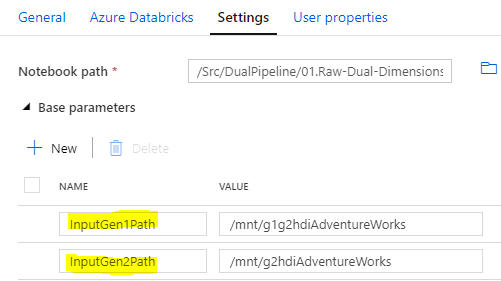 General Azure Databricks Settings User properties
Notebook path * /Src/DualPipeline/01.Raw-Dual-Dimensions
Base parameters
New Delete
NAME VALUE
InputGen1Path /mnt/g1g2hdiAdventureWorks
InputGen2Path /mnt/g2hdiAdventureWorks